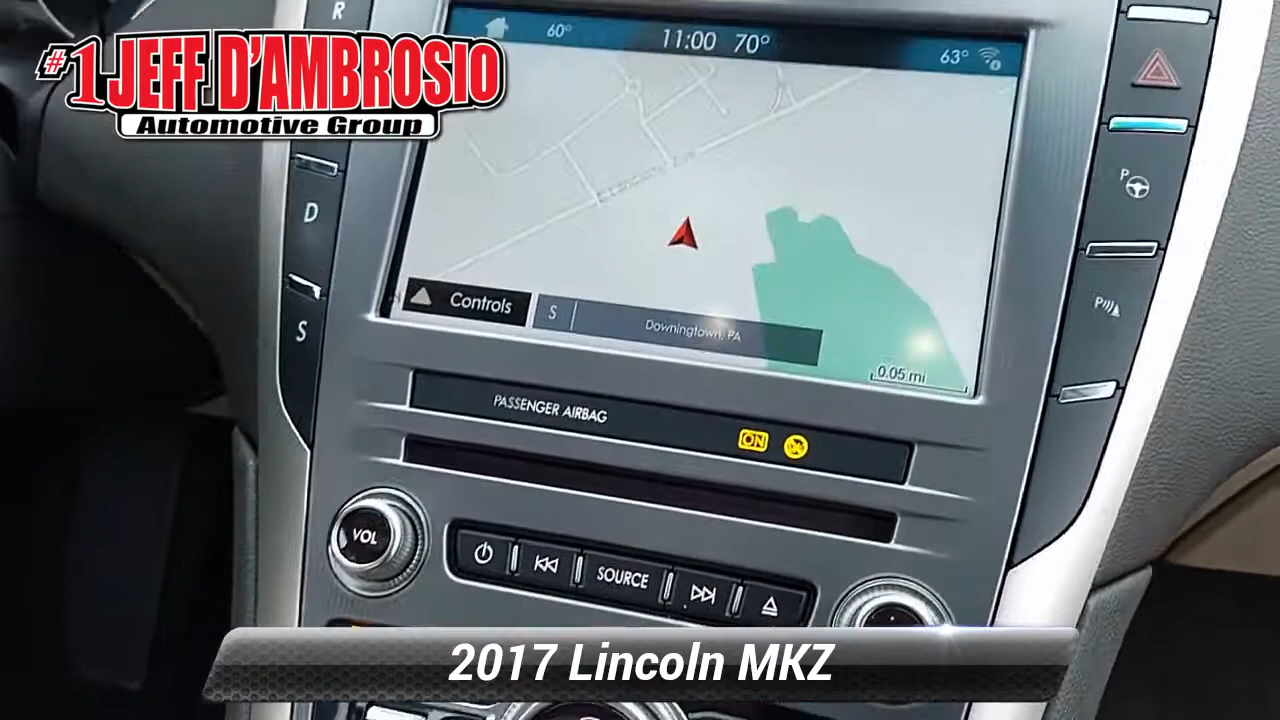 R
60° 11:00 70° 63°
#1 JEFF D'AMBROSIO
Automotive Group
P
D
S
P
Controls S Downingtown, PA
0.05 mi
PASSENGER AIRBAG ON
VOL
SOURCE
2017 Lincoln MKZ